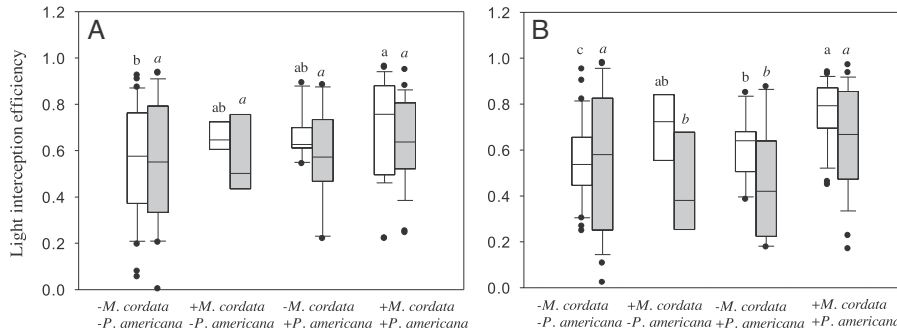 A
B
b a
ab a
ab a
a a
c a
ab b
b b
a a
Light interception efficiency
1.2
1.0
0.8
0.6
0.4
0.2
0.0
1.2
1.0
0.8
0.6
0.4
0.2
0.0
-M. cordata +M. cordata -M. cordata +M. cordata
-P. americana -P. americana +P. americana +P. americana
-M. cordata +M. cordata -M. cordata +M. cordata
-P. americana -P. americana +P. americana +P. americana